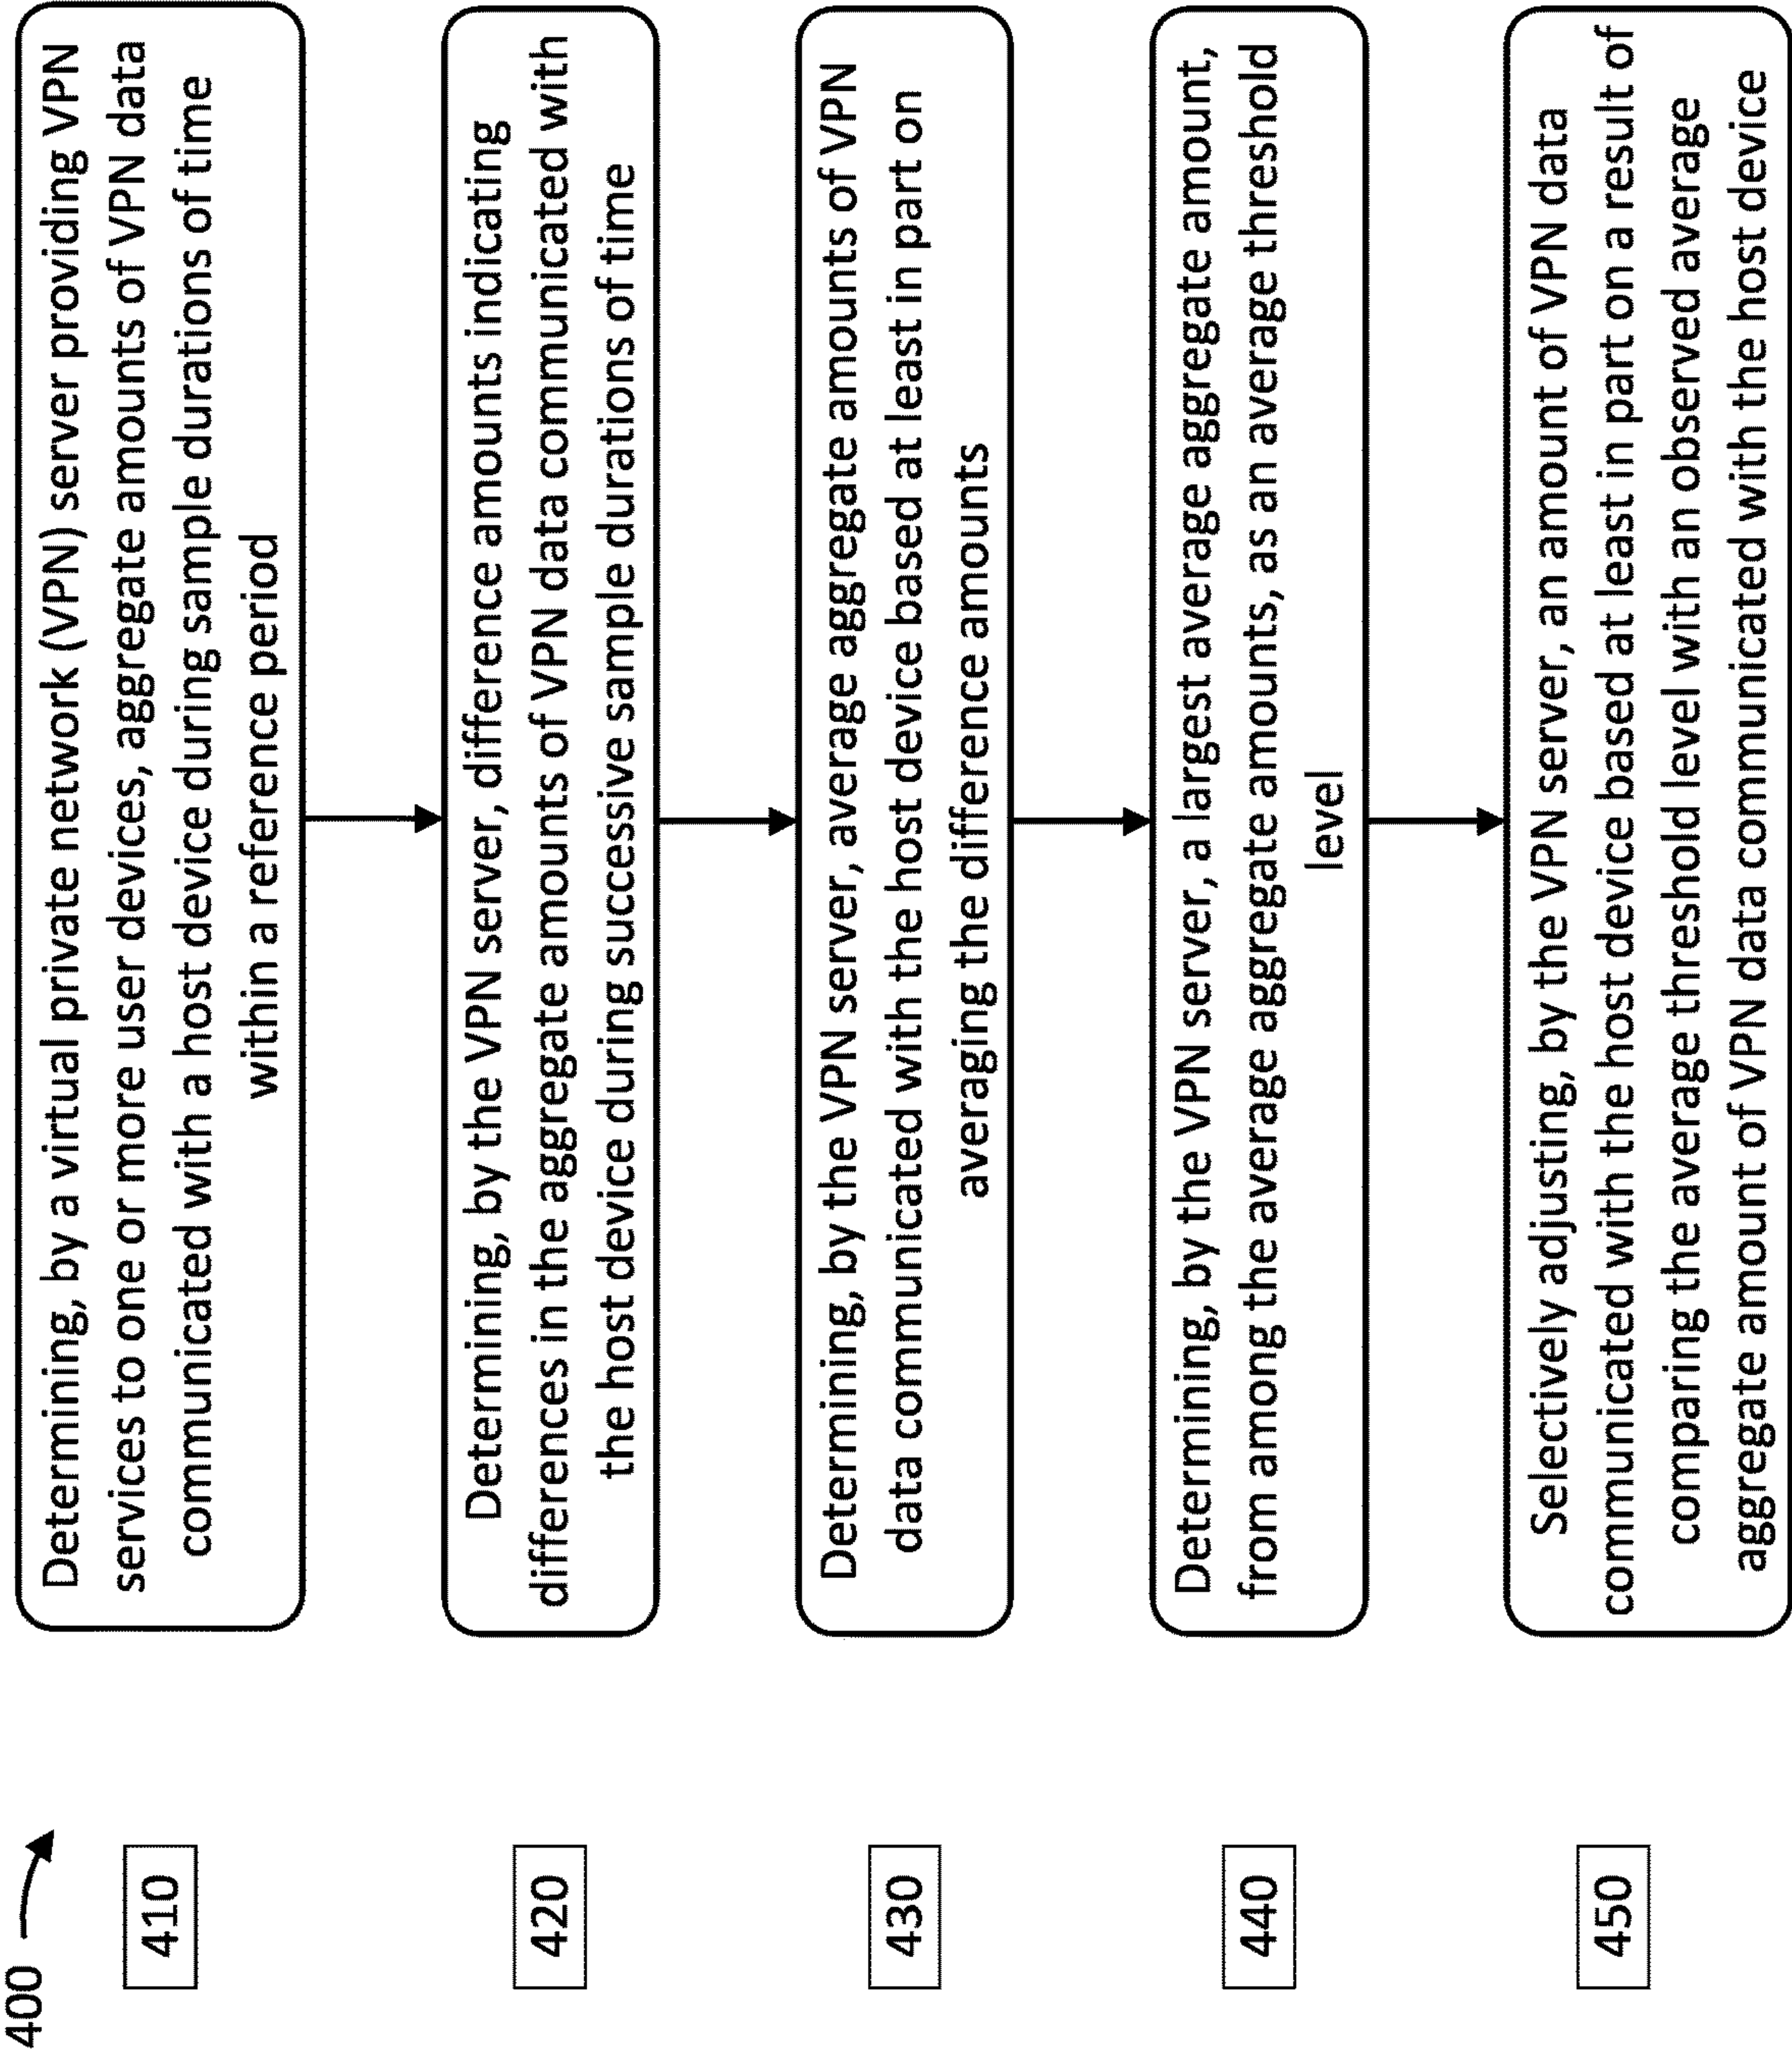 400
410
Determining, by a virtual private network (VPN) server providing VPN
services to one or more user devices, aggregate amounts of VPN data
communicated with a host device during sample durations of time
within a reference period
420
Determining, by the VPN server, difference amounts indicating
differences in the aggregate amounts of VPN data communicated with
the host device during successive sample durations of time
430
Determining, by the VPN server, average aggregate amounts of VPN
data communicated with the host device based at least in part on
averaging the difference amounts
440
Determining, by the VPN server, a largest average aggregate amount,
from among the average aggregate amounts, as an average threshold
level
450
Selectively adjusting, by the VPN server, an amount of VPN data
communicated with the host device based at least in part on a result of
comparing the average threshold level with an observed average
aggregate amount of VPN data communicated with the host device